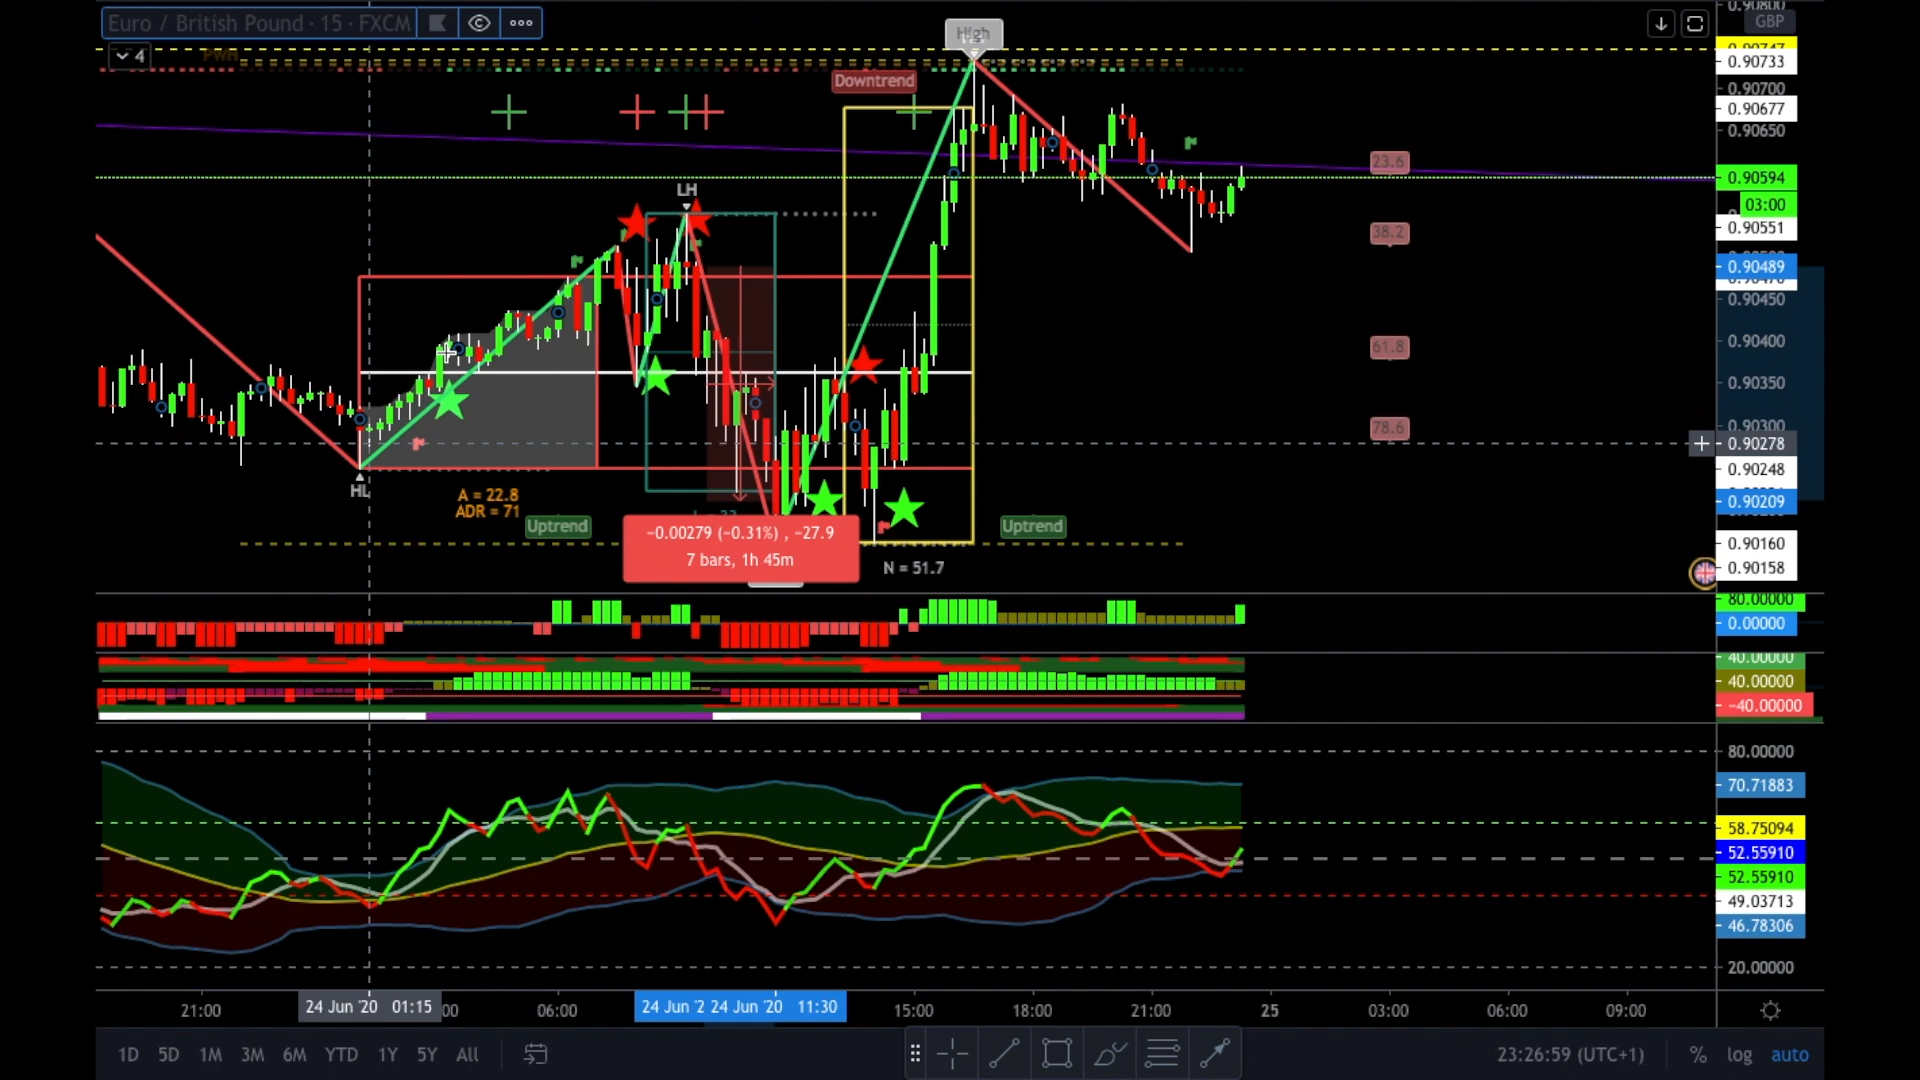 Euro / British Pound · 15 · FXCM
4
High
Downtrend
LH
HL
A = 22.8
ADR = 71
Uptrend
Uptrend
−0.00279 (−0.31%) , −27.9
7 bars, 1h 45m
N = 51.7
23.6
38.2
61.8
78.6
GBP
0.90733
0.90700
0.90677
0.90650
0.90594
03:00
0.90551
0.90489
0.90450
0.90400
0.90350
0.90300
0.90278
0.90248
0.90209
0.90160
0.90158
80.00000
0.00000
40.00000
40.00000
−40.00000
80.00000
70.71883
58.75094
52.55910
52.55910
49.03713
46.78306
20.00000
21:00
24 Jun '20 01:15
06:00
24 Jun '2
24 Jun '20 11:30
15:00
18:00
21:00
25
03:00
06:00
09:00
1D 5D 1M 3M 6M YTD 1Y 5Y All
23:26:59 (UTC+1) % log auto